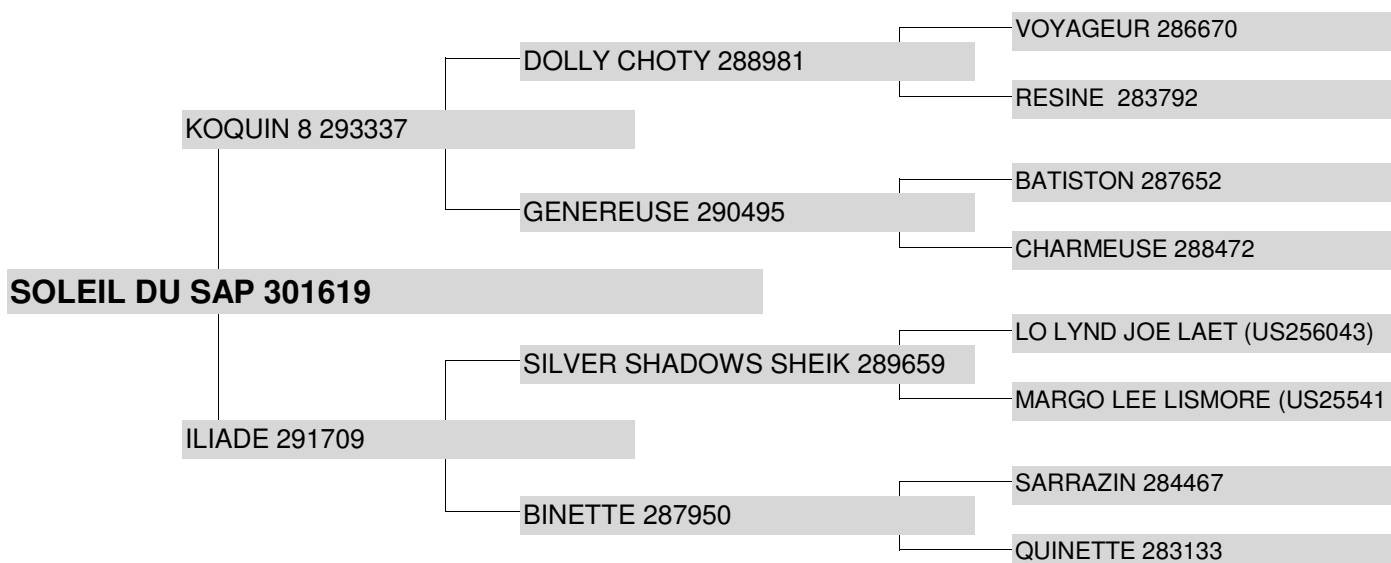 VOYAGEUR 286670
DOLLY CHOTY 288981
RESINE  283792
KOQUIN 8 293337
BATISTON 287652
GENEREUSE 290495
CHARMEUSE 288472
SOLEIL DU SAP 301619
LO LYND JOE LAET (US256043)
SILVER SHADOWS SHEIK 289659
MARGO LEE LISMORE (US25541
ILIADE 291709
SARRAZIN 284467
BINETTE 287950
QUINETTE 283133